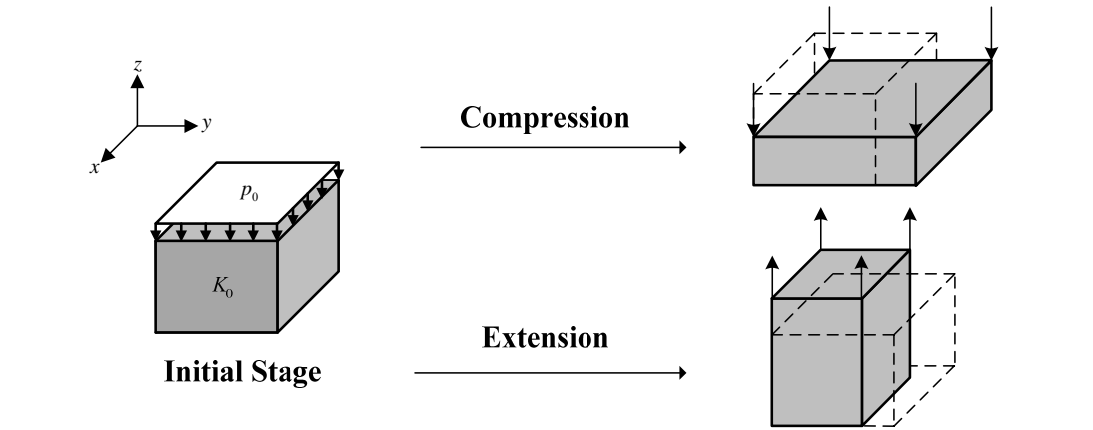 z
y
x
p₀
K₀
Initial Stage
Compression
Extension